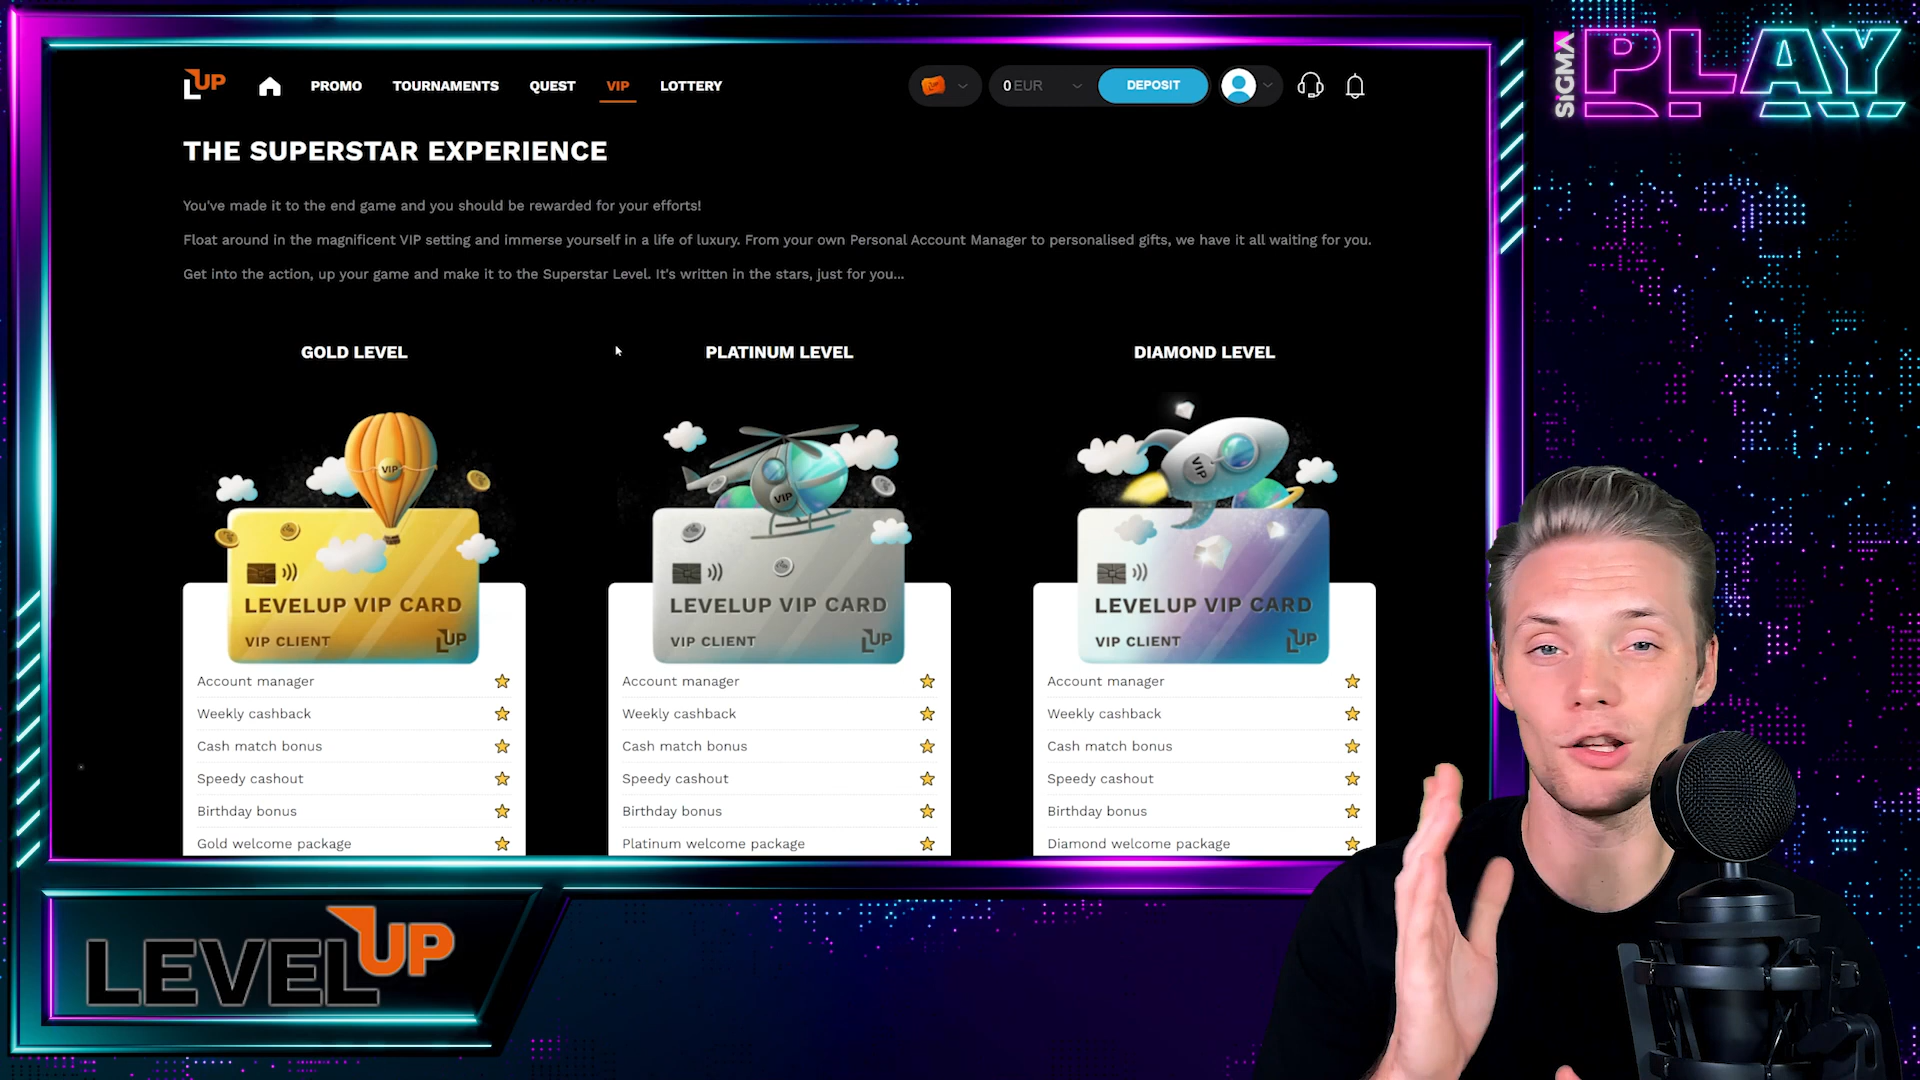 SiGMA PLAY
UP
PROMO
TOURNAMENTS
QUEST
VIP
LOTTERY
0 EUR
DEPOSIT
THE SUPERSTAR EXPERIENCE
You've made it to the end game and you should be rewarded for your efforts!
Float around in the magnificent VIP setting and immerse yourself in a life of luxury. From your own Personal Account Manager to personalised gifts, we have it all waiting for you.
Get into the action, up your game and make it to the Superstar Level. It's written in the stars, just for you...
GOLD LEVEL
VIP
LEVELUP VIP CARD
VIP CLIENT
LUP
Account manager
Weekly cashback
Cash match bonus
Speedy cashout
Birthday bonus
Gold welcome package
PLATINUM LEVEL
VIP
LEVELUP VIP CARD
VIP CLIENT
LUP
Account manager
Weekly cashback
Cash match bonus
Speedy cashout
Birthday bonus
Platinum welcome package
DIAMOND LEVEL
VIP
LEVELUP VIP CARD
VIP CLIENT
LUP
Account manager
Weekly cashback
Cash match bonus
Speedy cashout
Birthday bonus
Diamond welcome package
LEVELUP